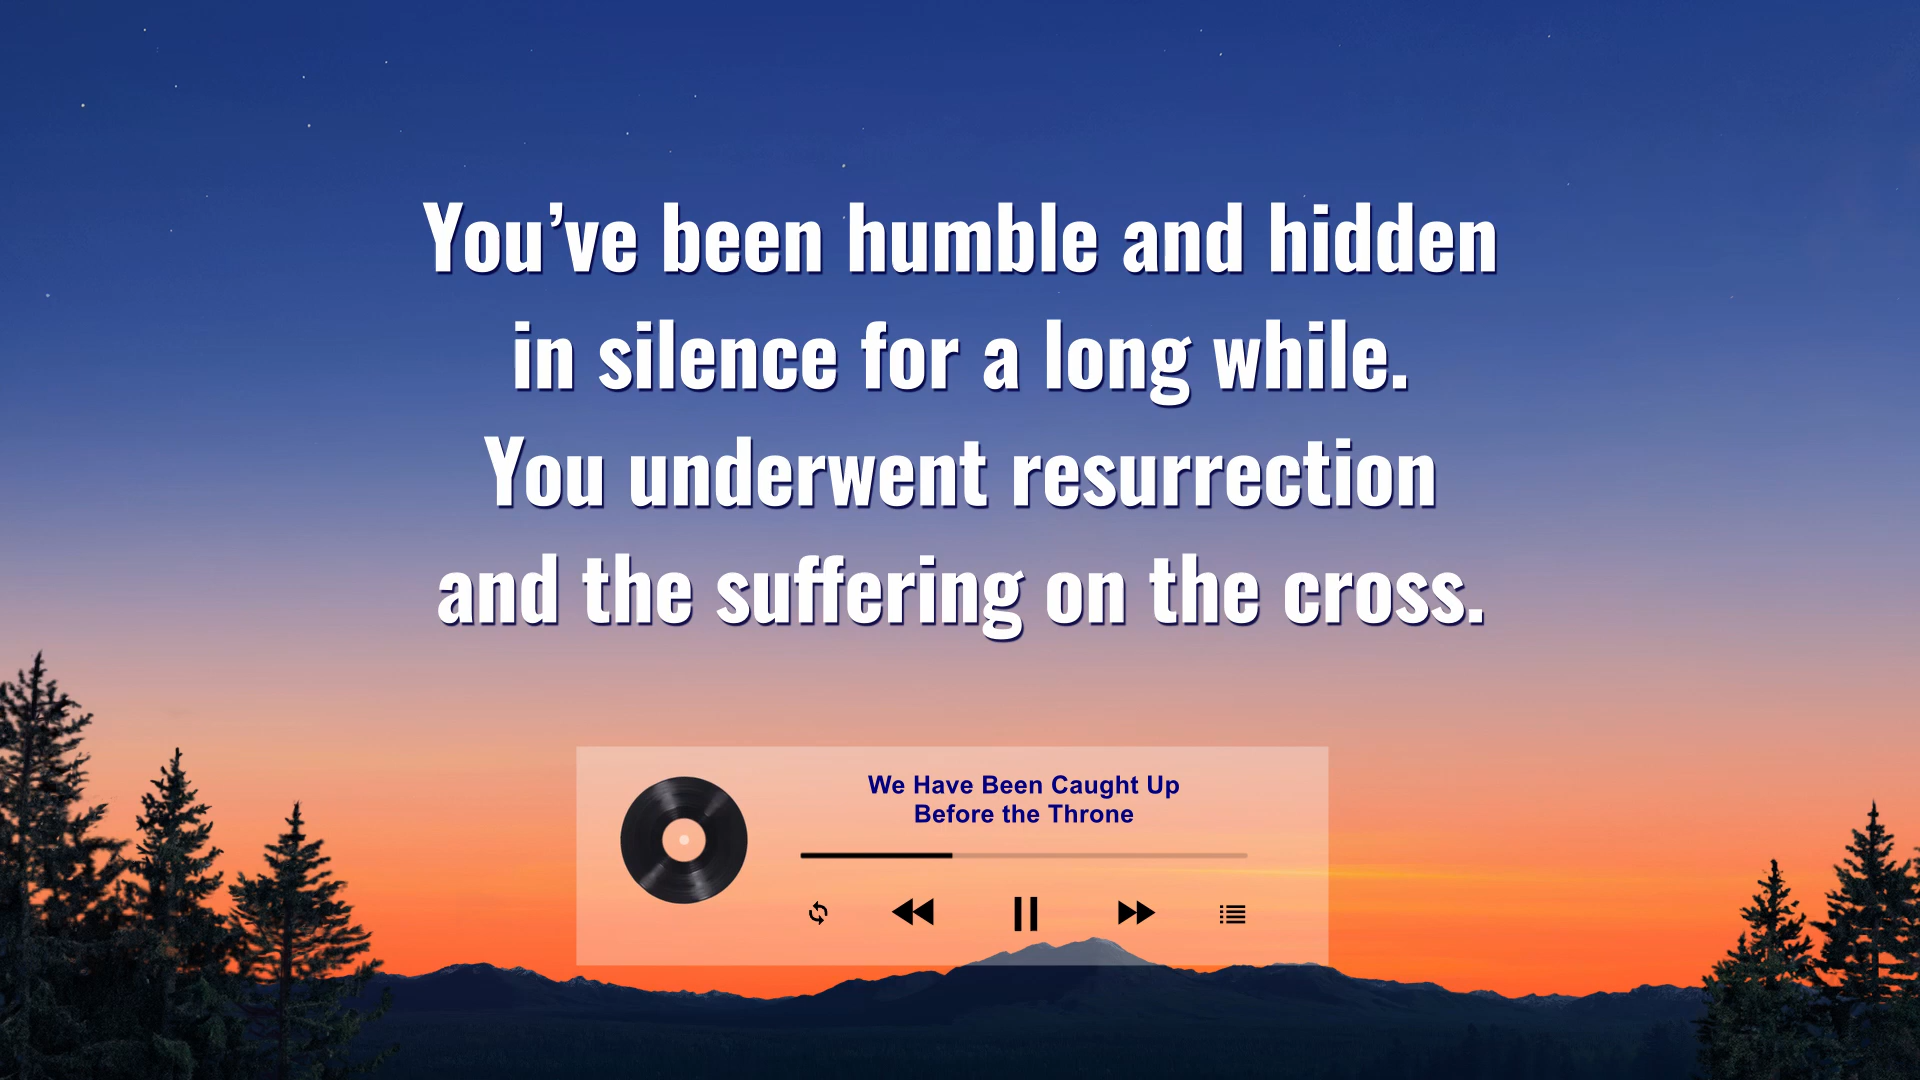 You’ve been humble and hidden
in silence for a long while.
You underwent resurrection
and the suffering on the cross.
We Have Been Caught Up
Before the Throne